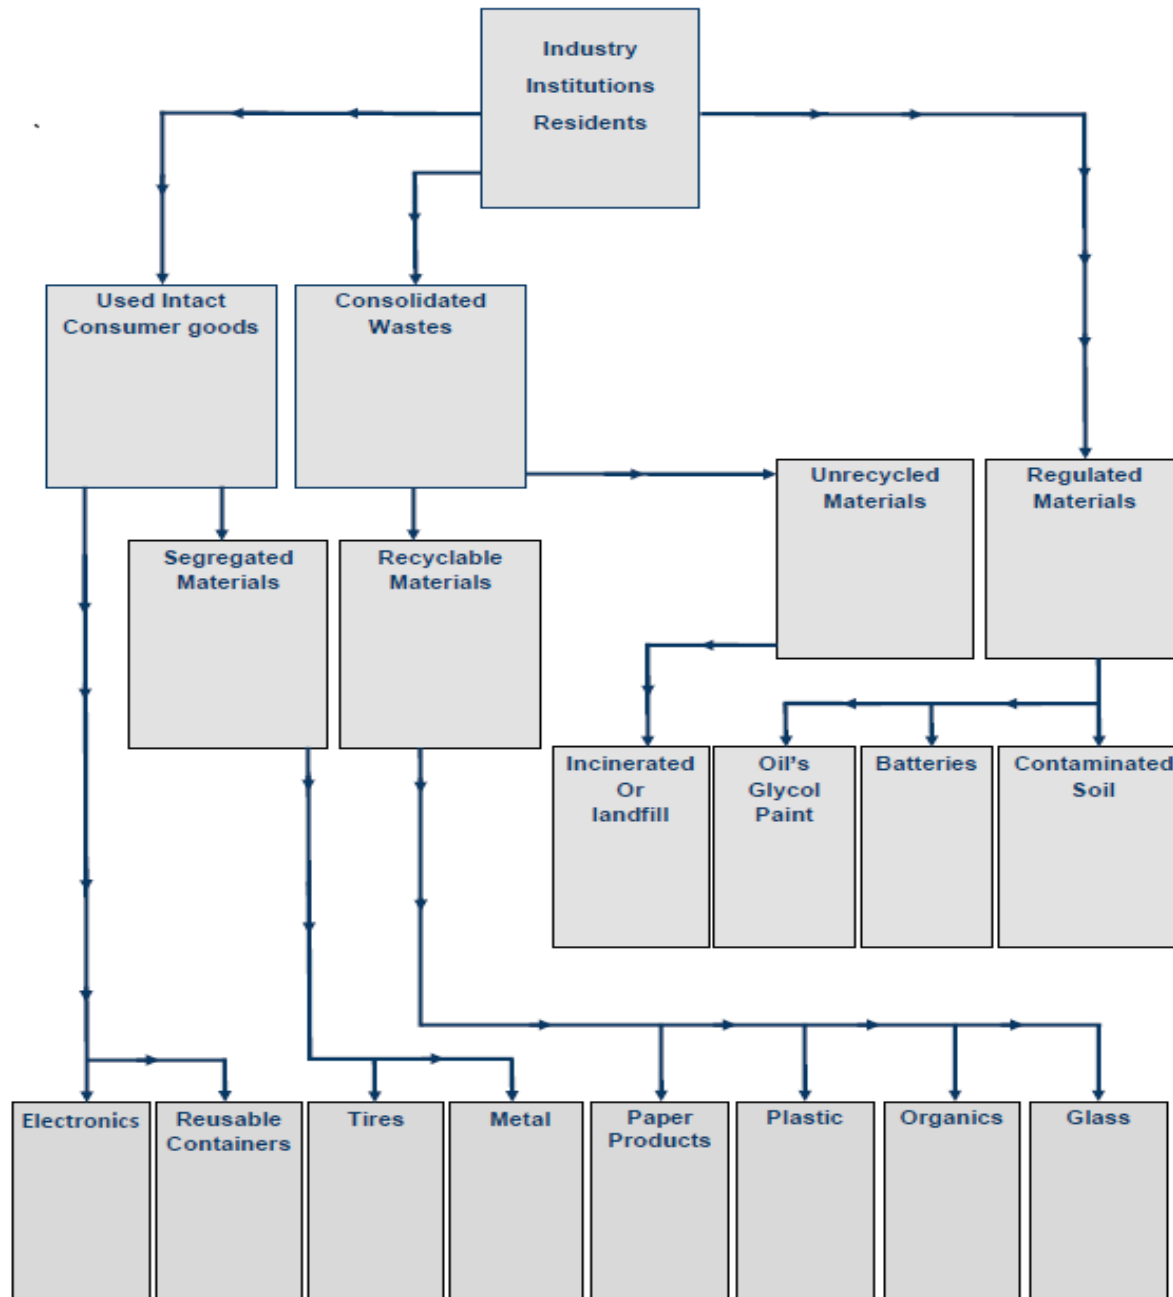 Industry
Institutions
Residents
Used Intact
Consumer goods
Consolidated
Wastes
Unrecycled
Materials
Regulated
Materials
Segregated
Materials
Recyclable
Materials
Incinerated
Or
landfill
Oil's
Glycol
Paint
Batteries
Contaminated
Soil
Electronics
Reusable
Containers
Tires
Metal
Paper
Products
Plastic
Organics
Glass